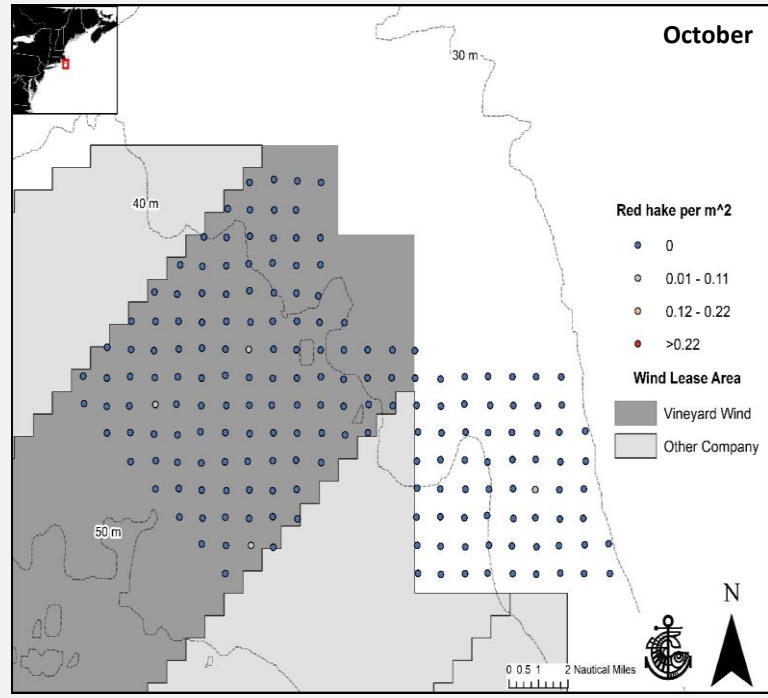 October
30 m
40 m
Red hake per m^2
0
0.01 - 0.11
0.12 - 0.22
>0.22
Wind Lease Area
Vineyard Wind
Other Company
50 m
N
0 0.5 1 2 Nautical Miles